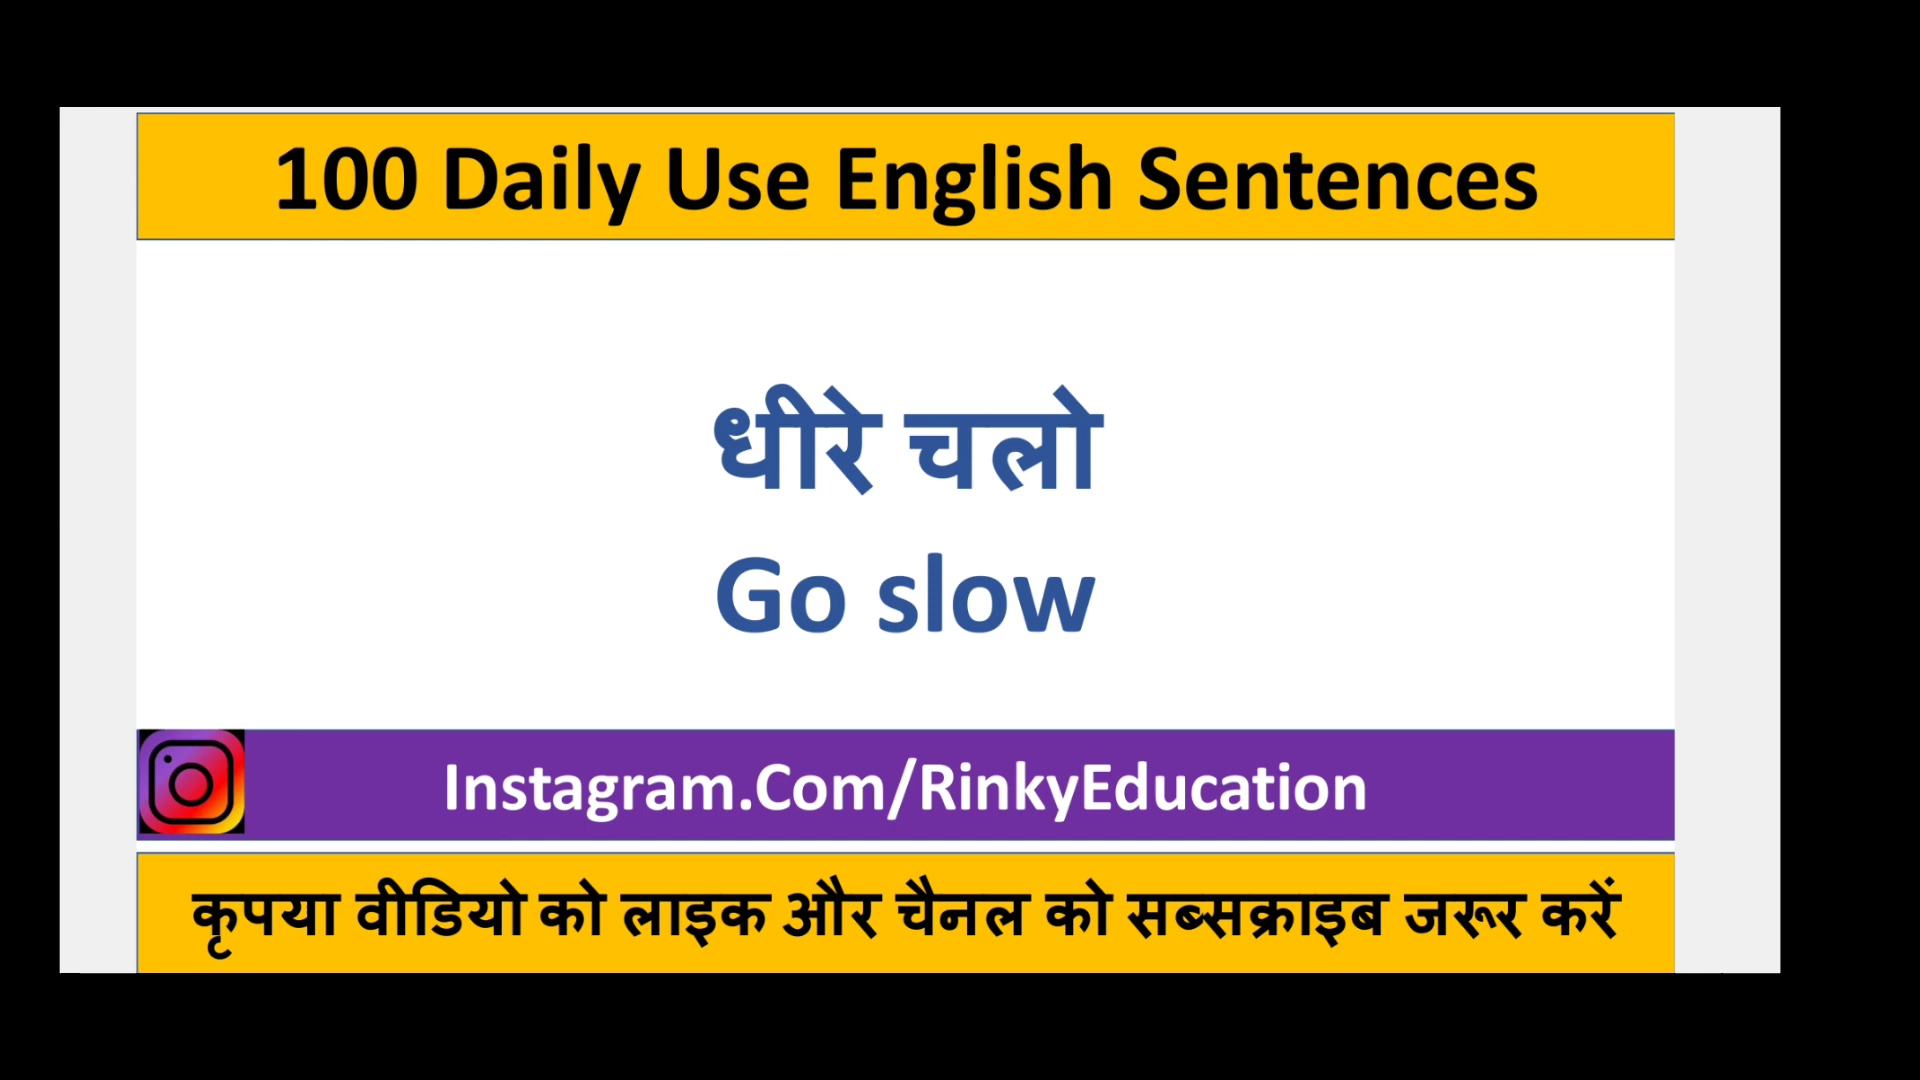 100 Daily Use English Sentences
धीरे चलो
Go slow
Instagram.Com/RinkyEducation
कृपया वीडियो को लाइक और चैनल को सब्सक्राइब जरूर करें